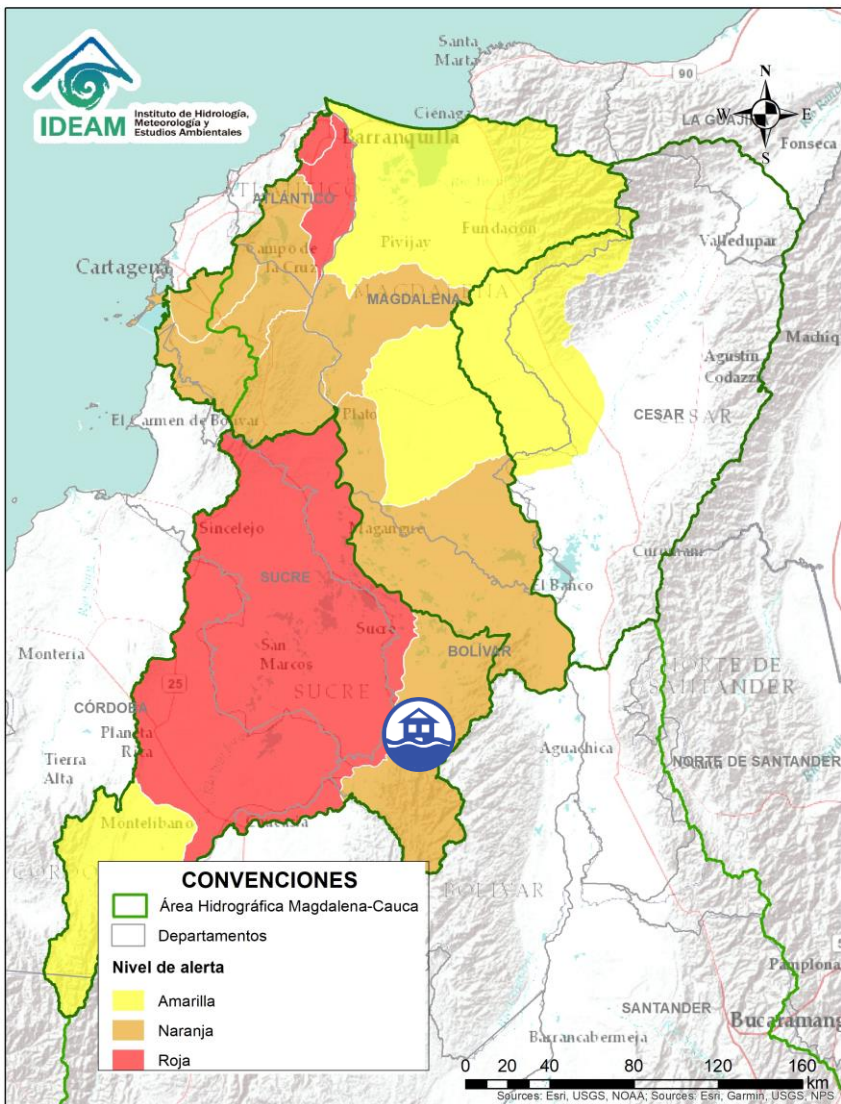 IDEAM
Instituto de Hidrología,
Meteorología y
Estudios Ambientales
Santa
Marta
90
N
W
E
S
LA GUAJIRA
Ciénaga
Barranquilla
Fonseca
ATLÁNTICO
Pivijay
Fundación
Valledupar
Cartagena
Campo de
la Cruz
MAGDALENA
Agustín
Codazzi
El Carmen de Bolívar
Plato
CESAR
CESAR
Sincelejo
Magangue
SUCRE
El Banco
Sucre
San
Marcos
BOLÍVAR
Montería
25
SUCRE
NORTE DE
SANTANDER
CÓRDOBA
Planeta
Rica
Tierra
Alta
Aguachica
NORTE DE SANTANDER
Montelibano
BOLÍVAR
CONVENCIONES
Área Hidrográfica Magdalena-Cauca
Departamentos
Nivel de alerta
Amarilla
Naranja
Roja
Pamplona
SANTANDER
Bucaramang
Barrancabermeja
0 20 40 80 120 160
km
Sources: Esri, USGS, NOAA; Sources: Esri, Garmin, USGS, NPS